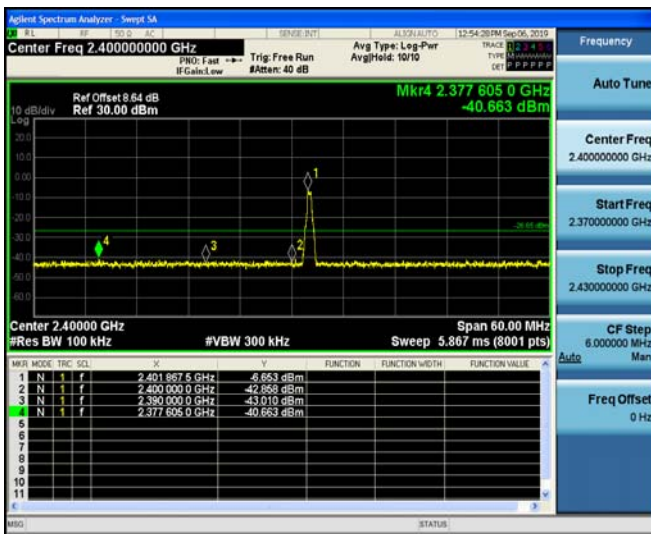 Agilent Spectrum Analyzer - Swept SA
RL RF 50 Ω AC SENSE:INT ALIGN AUTO 12:54:28 PM Sep 06, 2019
Center Freq 2.400000000 GHz
PNO: Fast
IFGain:Low
Trig: Free Run
#Atten: 40 dB
Avg Type: Log-Pwr
Avg|Hold: 10/10
TRACE 1 2 3 4 5 6
TYPE M
DET P P P P P P
Mkr4 2.377 605 0 GHz
-40.663 dBm
Ref Offset 8.64 dB
Ref 30.00 dBm
10 dB/div
Log
20.0
10.0
0.00
-10.0
-20.0
-30.0
-40.0
-50.0
-60.0
1
2
3
4
Center 2.40000 GHz
#Res BW 100 kHz
#VBW 300 kHz
Span 60.00 MHz
Sweep 5.867 ms (8001 pts)
MKR MODE TRC SCL X Y FUNCTION FUNCTION WIDTH FUNCTION VALUE
1 N 1 f 2.401 867 5 GHz -6.653 dBm
2 N 1 f 2.400 000 0 GHz -42.858 dBm
3 N 1 f 2.390 000 0 GHz -43.010 dBm
4 N 1 f 2.377 605 0 GHz -40.663 dBm
5
6
7
8
9
10
11
MSG STATUS
Frequency
Auto Tune
Center Freq
2.400000000 GHz
Start Freq
2.370000000 GHz
Stop Freq
2.430000000 GHz
CF Step
6.000000 MHz
Auto Man
Freq Offset
0 Hz